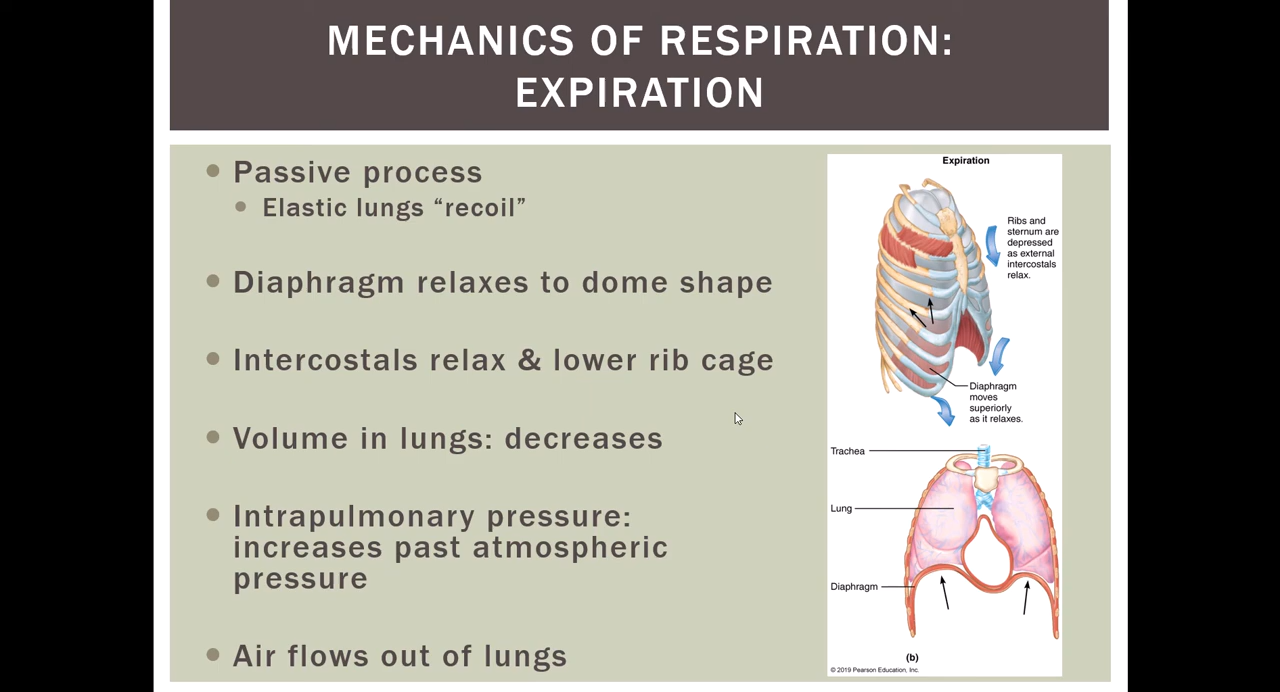 MECHANICS OF RESPIRATION:
EXPIRATION
Passive process
Elastic lungs “recoil”
Diaphragm relaxes to dome shape
Intercostals relax & lower rib cage
Volume in lungs: decreases
Intrapulmonary pressure:
increases past atmospheric
pressure
Air flows out of lungs
Expiration
Ribs and
sternum are
depressed
as external
intercostals
relax.
Diaphragm
moves
superiorly
as it relaxes.
Trachea
Lung
Diaphragm
(b)
© 2019 Pearson Education, Inc.